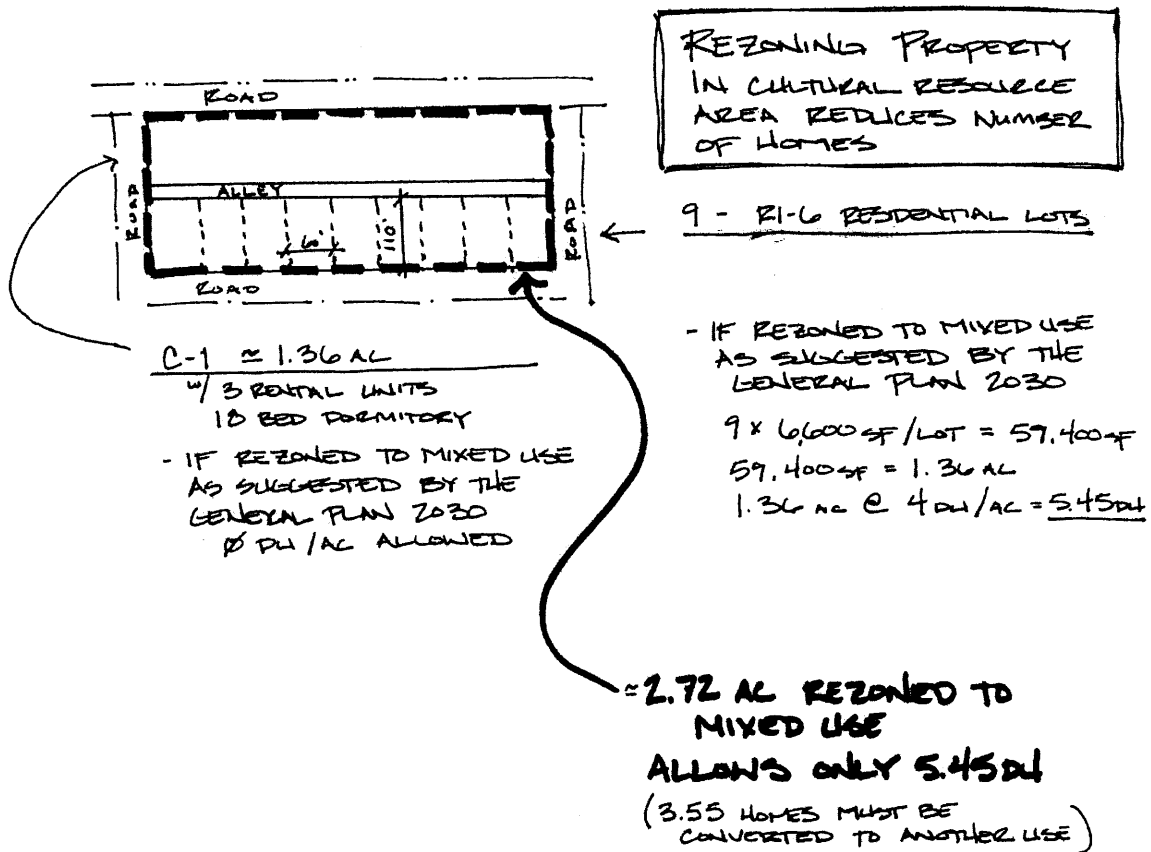 REZONING PROPERTY
IN CULTURAL RESOURCE
AREA REDUCES NUMBER
OF HOMES
ROAD
ROAD
ALLEY
60'
110'
ROAD
ROAD
9 - R1-6 RESIDENTIAL LOTS
C-1 ≃ 1.36 AC
w/ 3 RENTAL UNITS
18 BED DORMITORY
- IF REZONED TO MIXED USE
AS SUGGESTED BY THE
GENERAL PLAN 2030
Ø DU/AC ALLOWED
- IF REZONED TO MIXED USE
AS SUGGESTED BY THE
GENERAL PLAN 2030
9 x 6,600 SF/LOT = 59,400 SF
59,400 SF = 1.36 AC
1.36 AC @ 4 DU/AC = 5.45 DU
≃2.72 AC REZONED TO
MIXED USE
ALLOWS ONLY 5.45 DU
(3.55 HOMES MUST BE
CONVERTED TO ANOTHER USE)